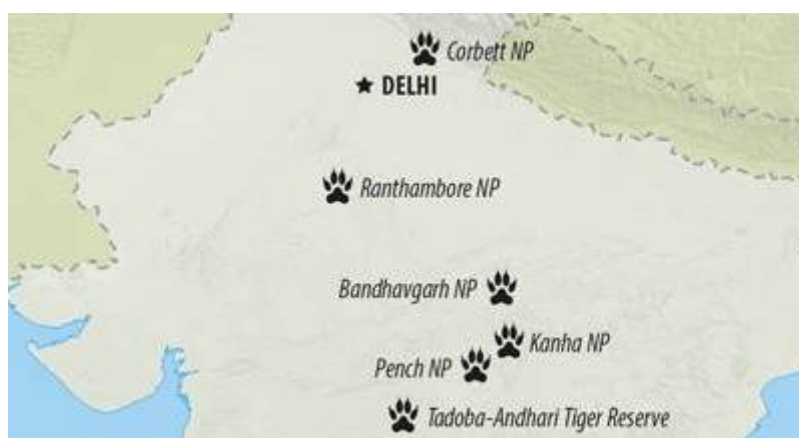 Corbett NP
DELHI
Ranthambore NP
Bandhavgarh NP
Kanha NP
Pench NP
Tadoba-Andhari Tiger Reserve